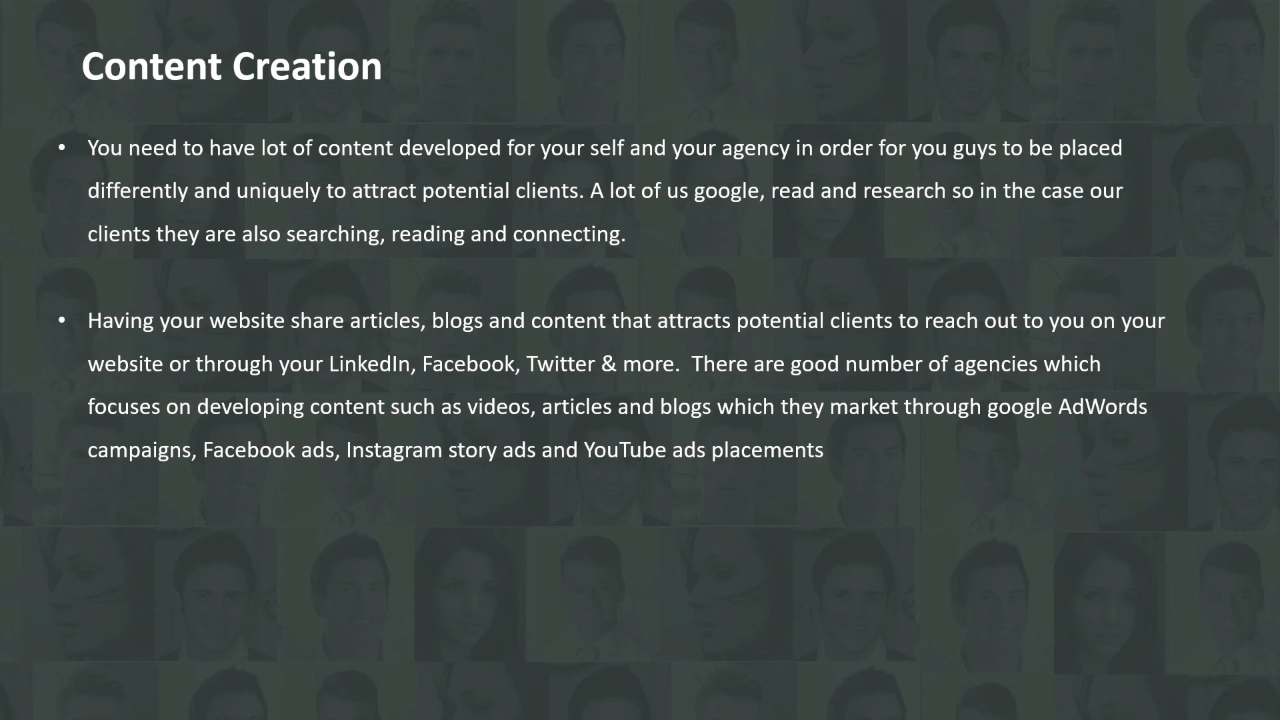 Content Creation
• You need to have lot of content developed for your self and your agency in order for you guys to be placed
differently and uniquely to attract potential clients. A lot of us google, read and research so in the case our
clients they are also searching, reading and connecting.
• Having your website share articles, blogs and content that attracts potential clients to reach out to you on your
website or through your LinkedIn, Facebook, Twitter & more.  There are good number of agencies which
focuses on developing content such as videos, articles and blogs which they market through google AdWords
campaigns, Facebook ads, Instagram story ads and YouTube ads placements